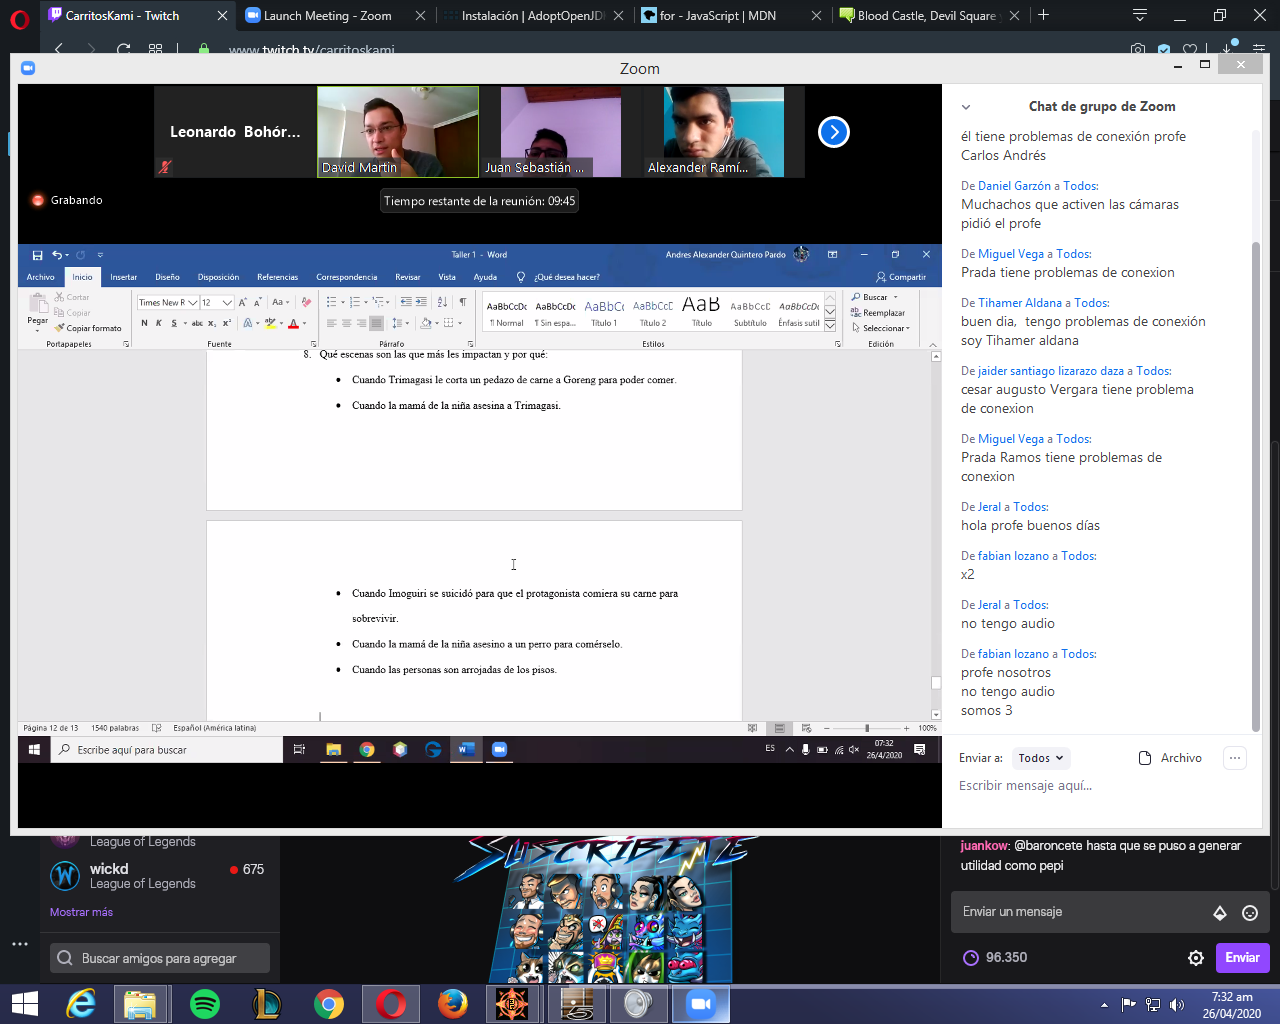 CarritosKami - Twitch
Launch Meeting - Zoom
Instalación | AdoptOpenJD
for - JavaScript | MDN
Blood Castle, Devil Square
www.twitch.tv/carritoskami
Zoom
Leonardo Bohór...
David Martin
Juan Sebastián ...
Alexander Ramí...
Grabando
Tiempo restante de la reunión: 09:45
Taller 1 - Word
Andres Alexander Quintero Pardo
Archivo Inicio Insertar Diseño Disposición Referencias Correspondencia Revisar Vista Ayuda ¿Qué desea hacer? Compartir
Pegar
Cortar
Copiar
Copiar formato
Portapapeles
Times New R 12
N K S abc x₂ x²
Fuente
Párrafo
AaBbCcDc AaBbCcDc AaBbCcD AaBbCcD AaB AaBbCcD AaBbCcDc
¶ Normal ¶ Sin espa... Título 1 Título 2 Título Subtítulo Énfasis sutil
Estilos
Buscar
Reemplazar
Seleccionar
Edición
8. Qué escenas son las que más les impactan y por qué:
• Cuando Trimagasi le corta un pedazo de carne a Goreng para poder comer.
• Cuando la mamá de la niña asesina a Trimagasi.
• Cuando Imoguiri se suicidó para que el protagonista comiera su carne para
sobrevivir.
• Cuando la mamá de la niña asesino a un perro para comérselo.
• Cuando las personas son arrojadas de los pisos.
Página 12 de 13 1540 palabras Español (América latina) 100%
Escribe aquí para buscar
ES
07:32
26/4/2020
Chat de grupo de Zoom
él tiene problemas de conexión profe
Carlos Andrés
De Daniel Garzón a Todos:
Muchachos que activen las cámaras
pidió el profe
De Miguel Vega a Todos:
Prada tiene problemas de conexion
De Tihamer Aldana a Todos:
buen dia, tengo problemas de conexión
soy Tihamer aldana
De jaider santiago lizarazo daza a Todos:
cesar augusto Vergara tiene problema
de conexion
De Miguel Vega a Todos:
Prada Ramos tiene problemas de
conexion
De Jeral a Todos:
hola profe buenos días
De fabian lozano a Todos:
x2
De Jeral a Todos:
no tengo audio
De fabian lozano a Todos:
profe nosotros
no tengo audio
somos 3
Enviar a: Todos
Archivo
Escribir mensaje aquí...
League of Legends
wickd
675
League of Legends
Mostrar más
Buscar amigos para agregar
SUSCRÍBETE
juankow: @baroncete hasta que se puso a generar
utilidad como pepi
Enviar un mensaje
96.350
Enviar
7:32 am
26/04/2020